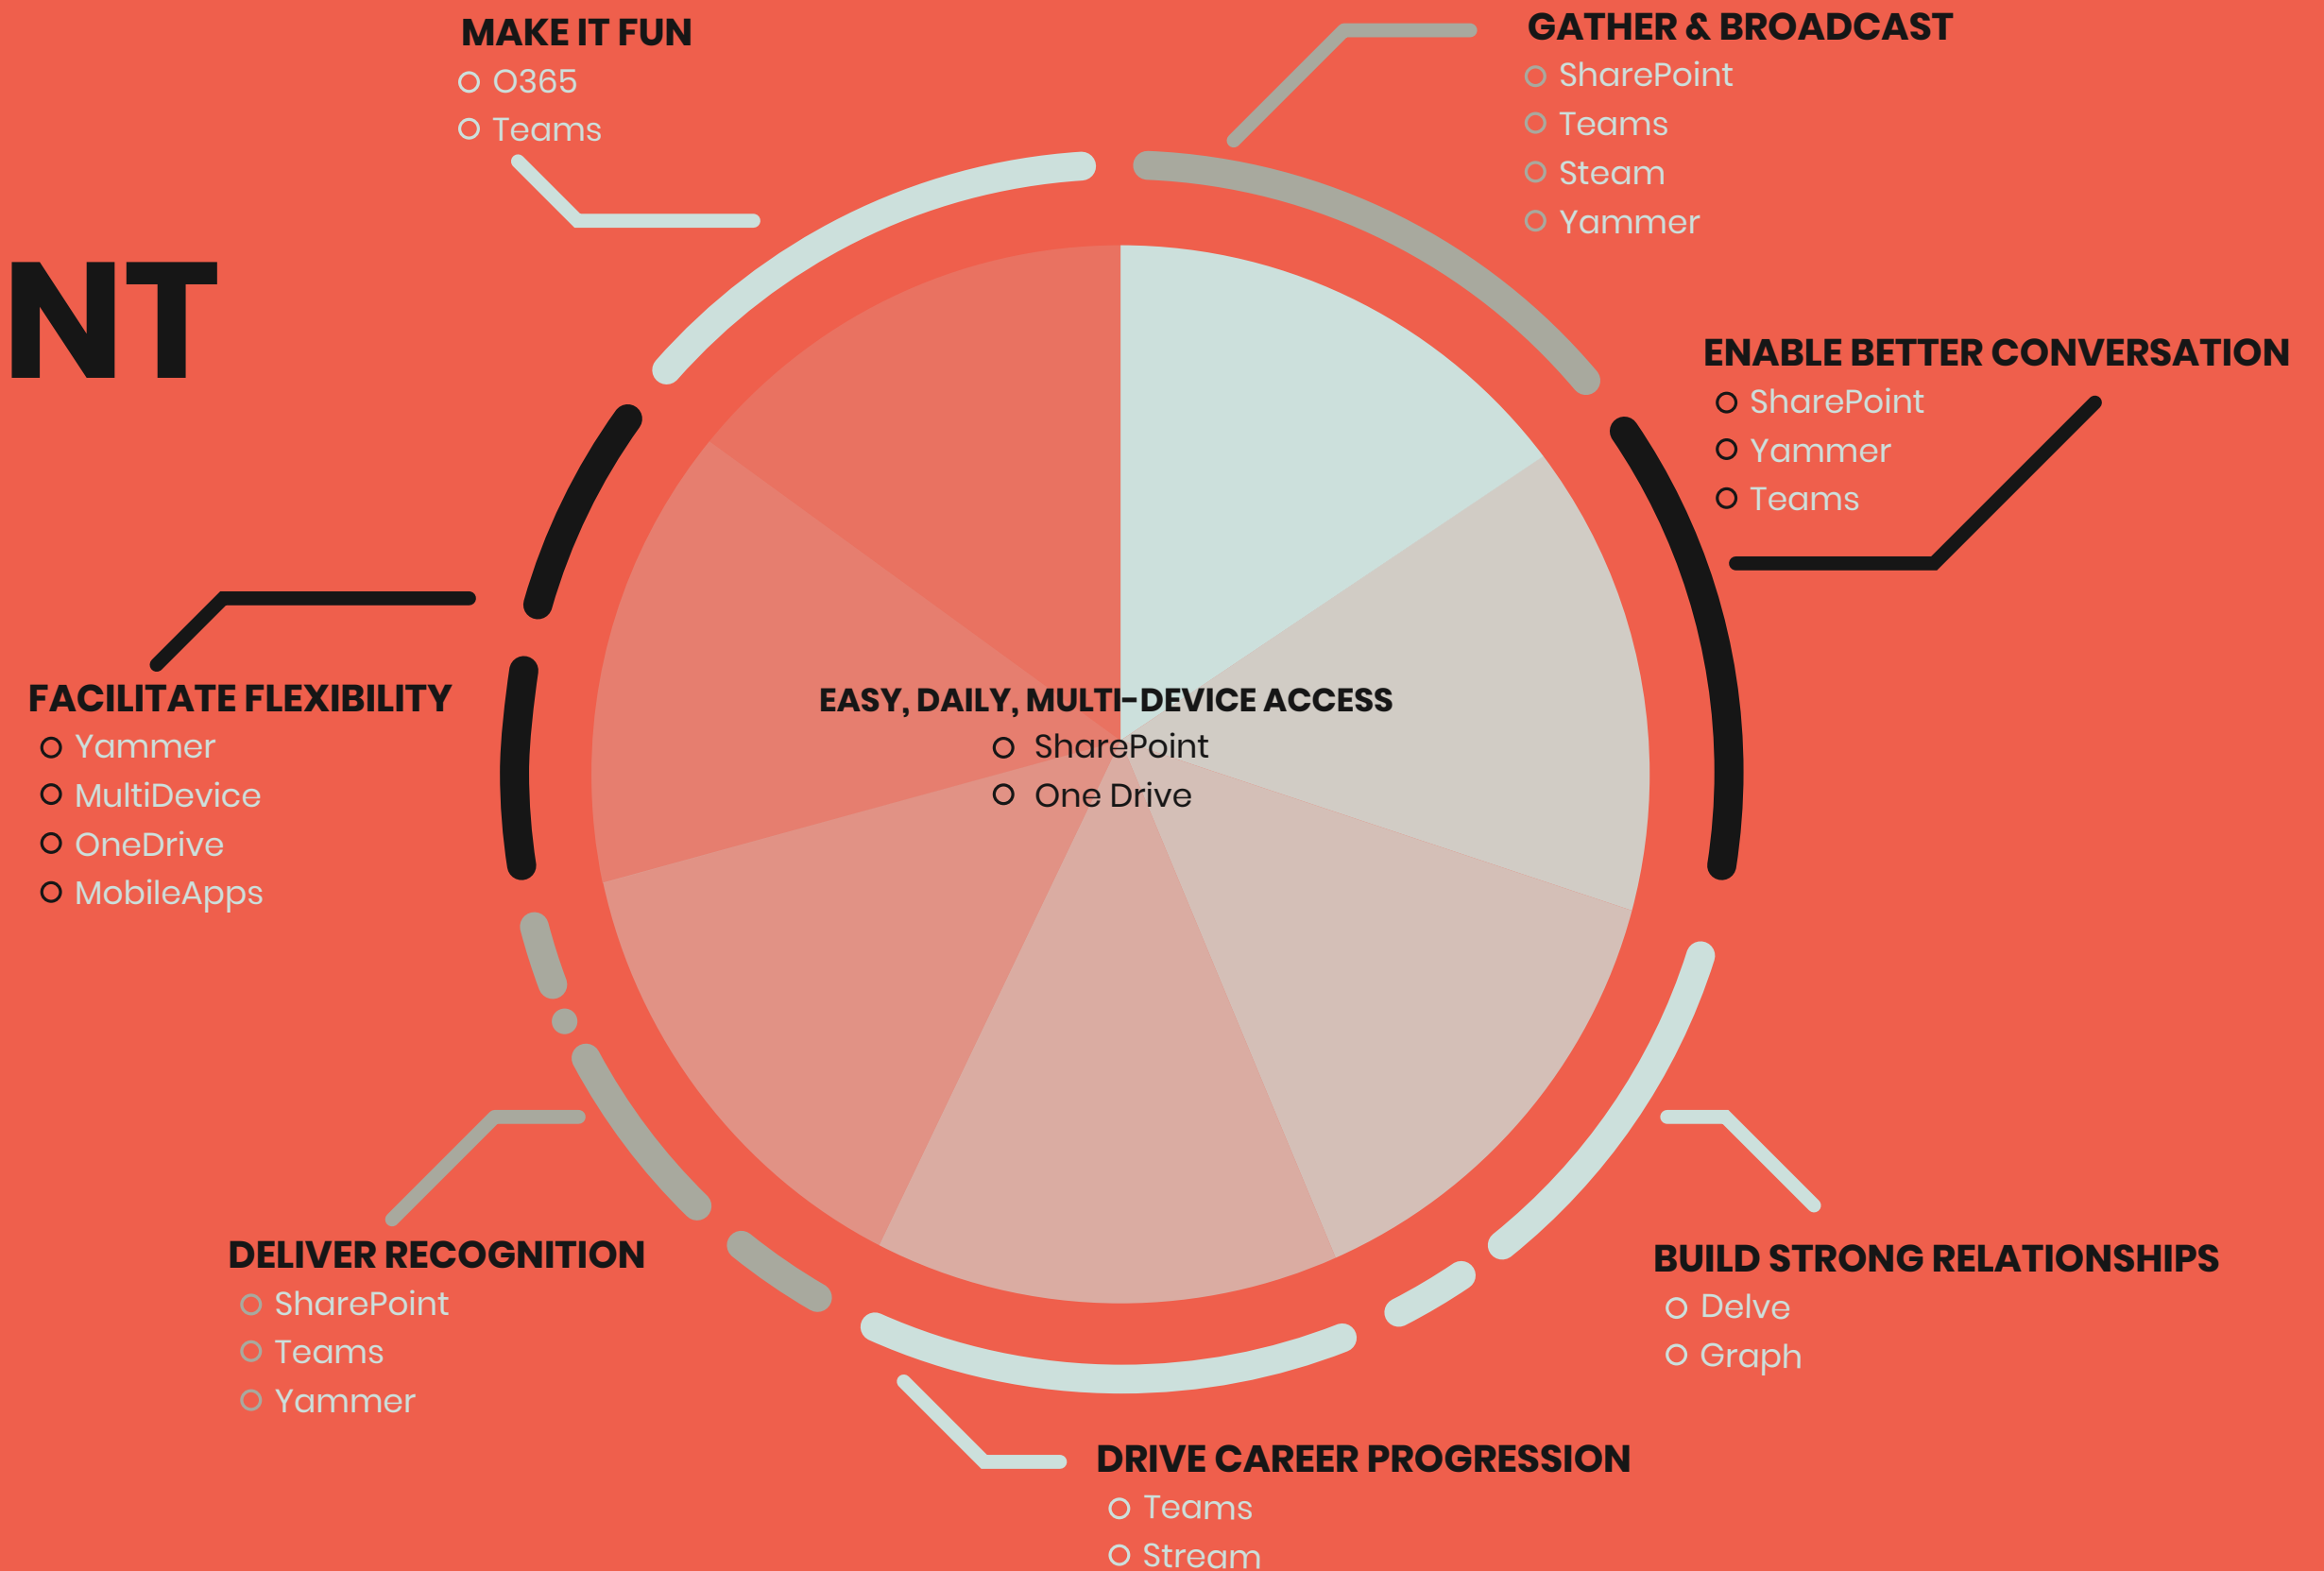 MAKE IT FUN
O365
Teams
GATHER & BROADCAST
SharePoint
Teams
Steam
Yammer
NT
ENABLE BETTER CONVERSATION
SharePoint
Yammer
Teams
FACILITATE FLEXIBILITY
Yammer
MultiDevice
OneDrive
MobileApps
EASY, DAILY, MULTI-DEVICE ACCESS
SharePoint
One Drive
DELIVER RECOGNITION
SharePoint
Teams
Yammer
BUILD STRONG RELATIONSHIPS
Delve
Graph
DRIVE CAREER PROGRESSION
Teams
Stream